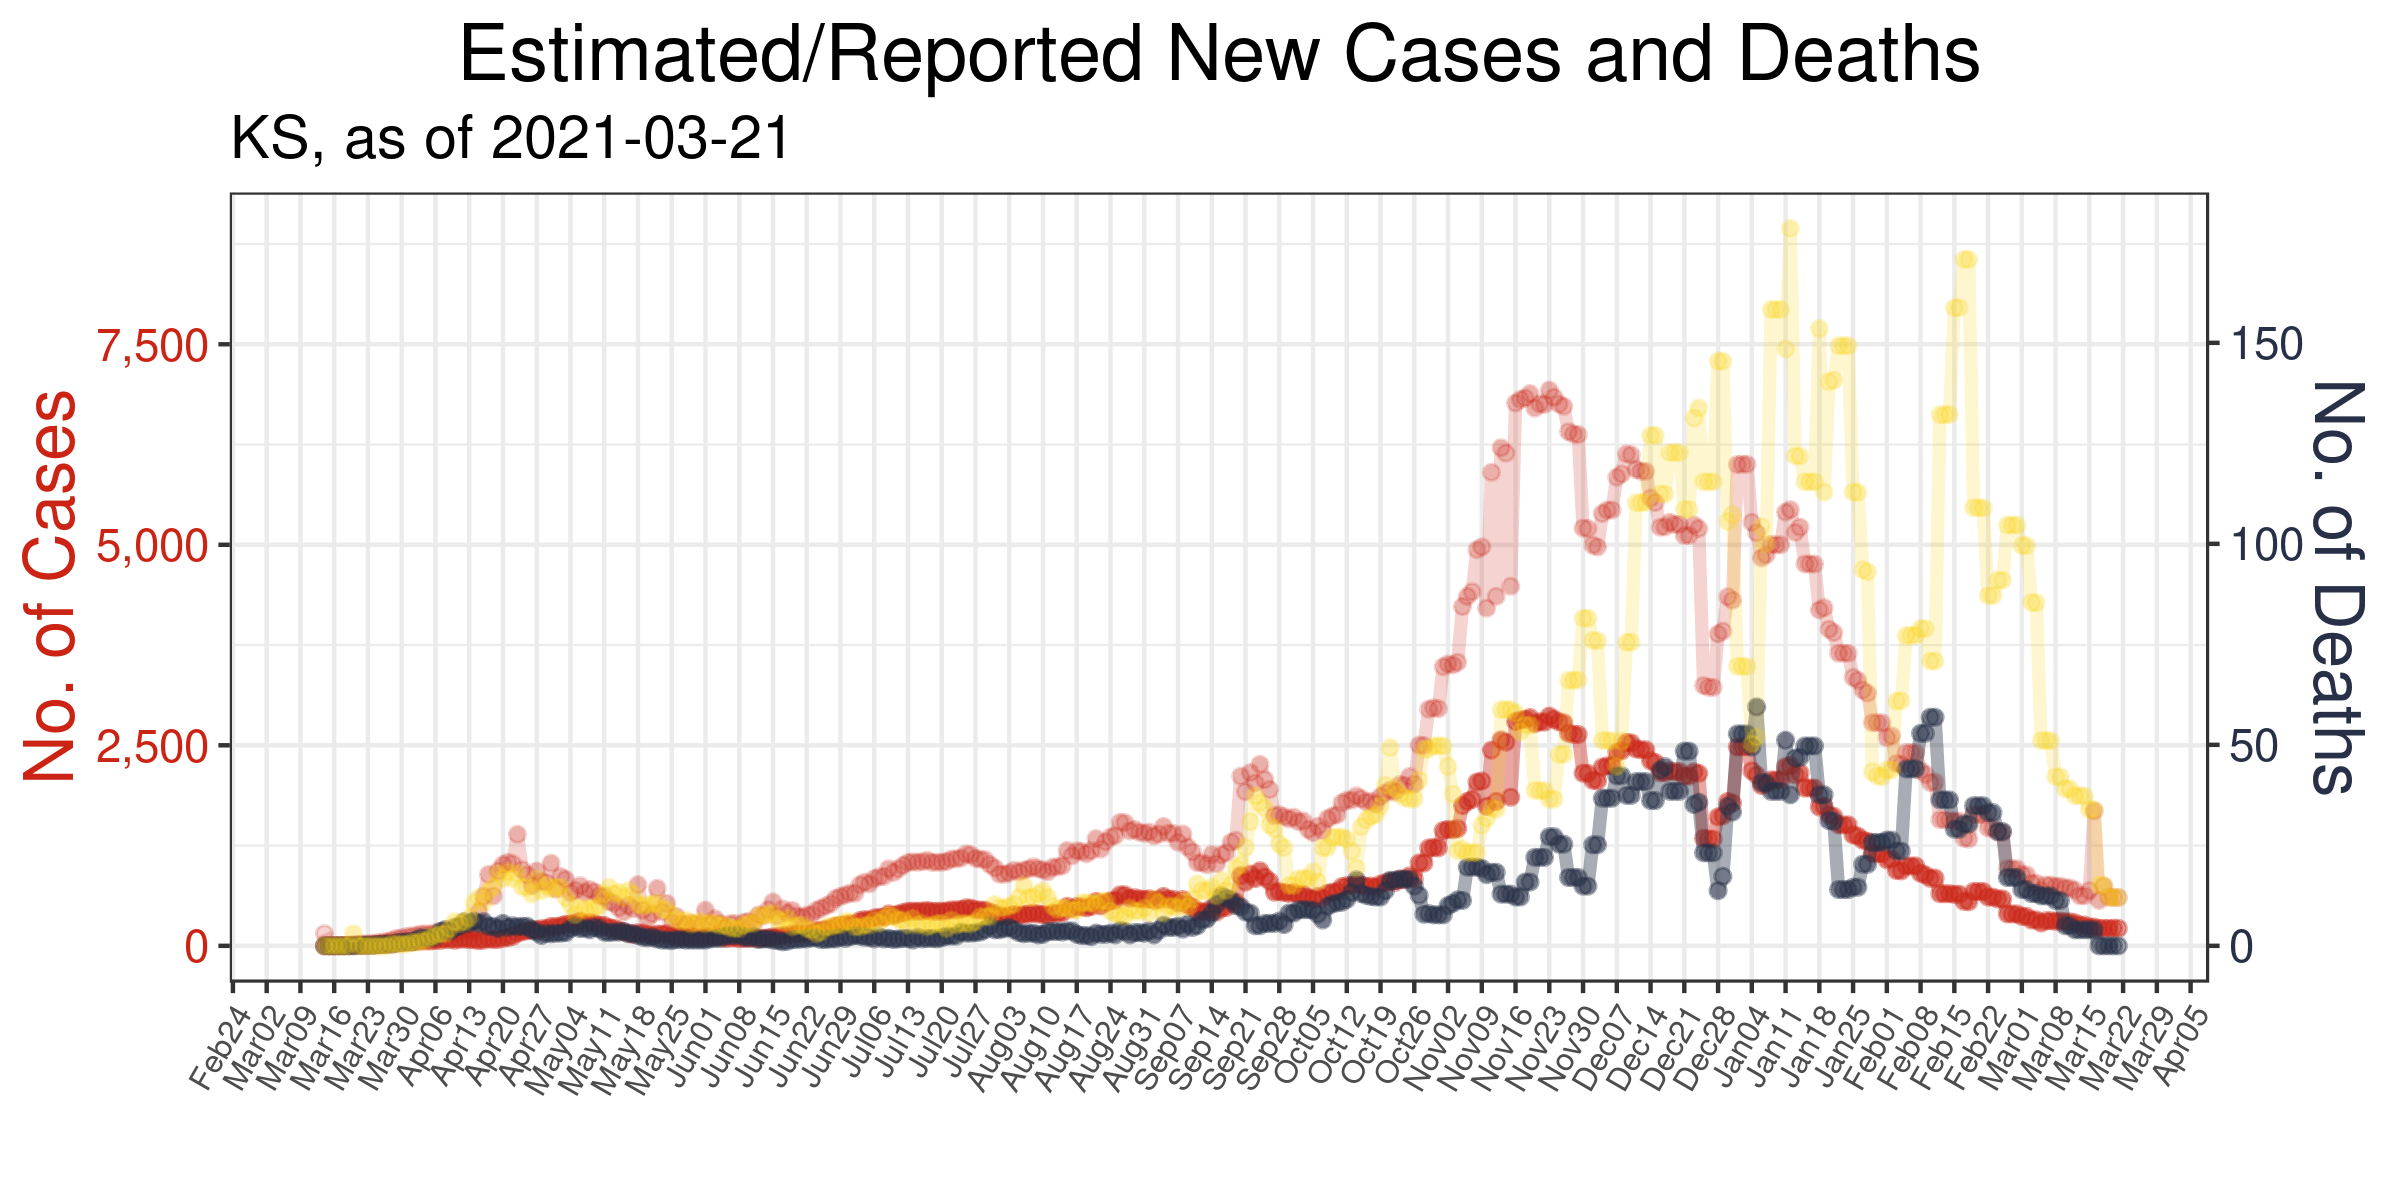 Estimated/Reported New Cases and Deaths
KS, as of 2021-03-21
No. of Cases
7,500
5,000
2,500
0
150
100
50
0
No. of Deaths
Feb24
Mar02
Mar09
Mar16
Mar23
Mar30
Apr06
Apr13
Apr20
Apr27
May04
May11
May18
May25
Jun01
Jun08
Jun15
Jun22
Jun29
Jul06
Jul13
Jul20
Jul27
Aug03
Aug10
Aug17
Aug24
Aug31
Sep07
Sep14
Sep21
Sep28
Oct05
Oct12
Oct19
Oct26
Nov02
Nov09
Nov16
Nov23
Nov30
Dec07
Dec14
Dec21
Dec28
Jan04
Jan11
Jan18
Jan25
Feb01
Feb08
Feb15
Feb22
Mar01
Mar08
Mar15
Mar22
Mar29
Apr05